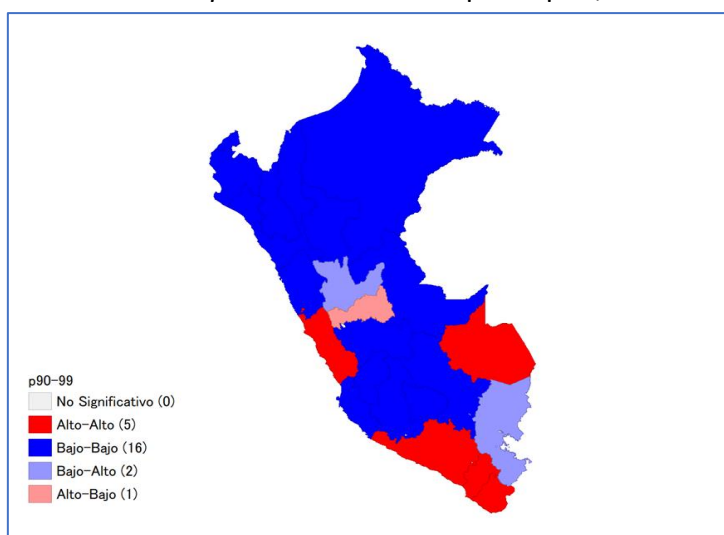 p90-99
No Significativo (0)
Alto-Alto (5)
Bajo-Bajo (16)
Bajo-Alto (2)
Alto-Bajo (1)